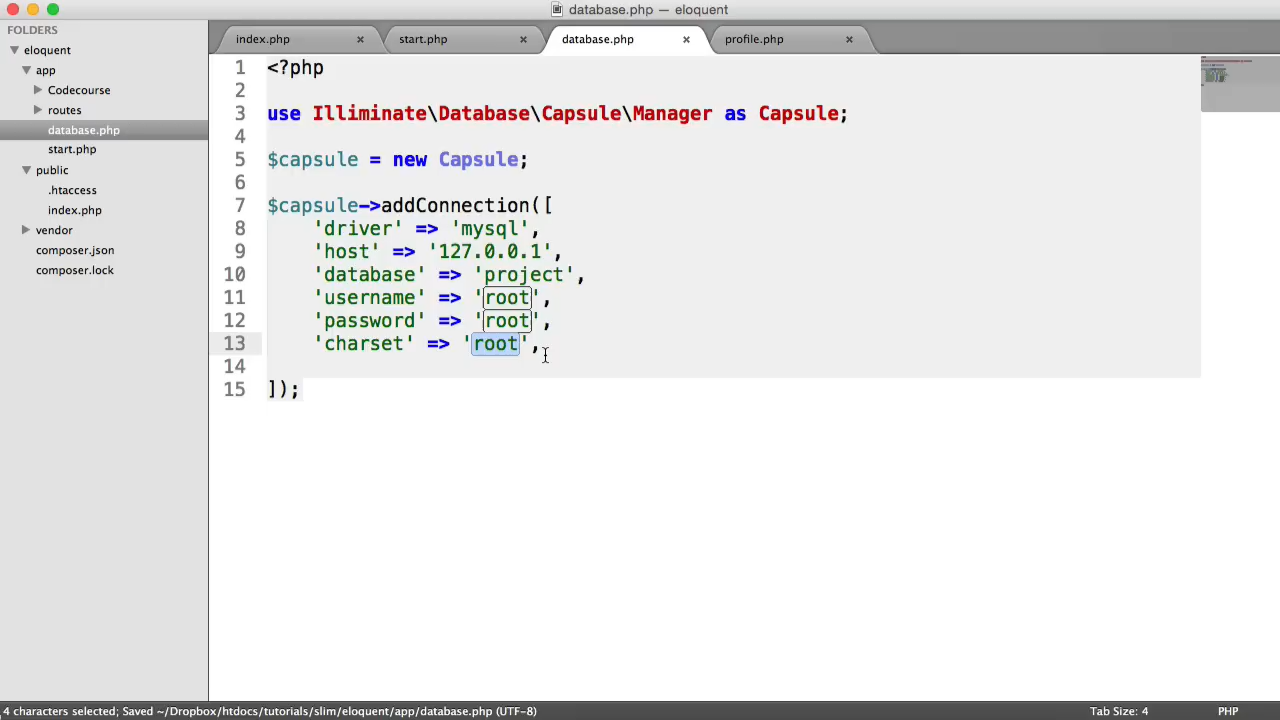 database.php — eloquent
FOLDERS
eloquent
app
Codecourse
routes
database.php
start.php
public
.htaccess
index.php
vendor
composer.json
composer.lock
index.php × start.php × database.php × profile.php ×
1 <?php
2
3 use Illiminate\Database\Capsule\Manager as Capsule;
4
5 $capsule = new Capsule;
6
7 $capsule->addConnection([
8 'driver' => 'mysql',
9 'host' => '127.0.0.1',
10 'database' => 'project',
11 'username' => 'root',
12 'password' => 'root',
13 'charset' => 'root',
14
15 ]);
4 characters selected; Saved ~/Dropbox/htdocs/tutorials/slim/eloquent/app/database.php (UTF-8) Tab Size: 4 PHP